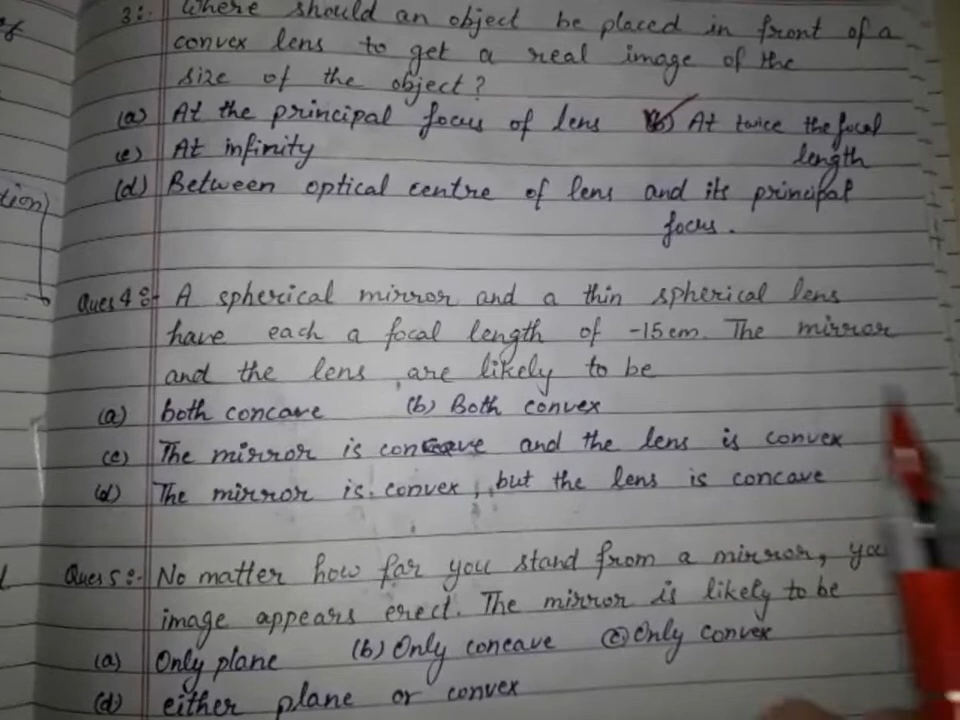 3:- Where should an object be placed in front of a
convex lens to get a real image of the
size of the object?
(a) At the principal focus of lens (b) At twice the focal
length
(c) At infinity
(d) Between optical centre of lens and its principal
focus.
tion)
Ques 4:- A spherical mirror and a thin spherical lens
have each a focal length of -15cm. The mirror
and the lens are likely to be
(a) both concave (b) Both convex
(c) The mirror is concave and the lens is convex
(d) The mirror is convex, but the lens is concave
Ques 5:- No matter how far you stand from a mirror, you
image appears erect. The mirror is likely to be
(a) Only plane (b) Only concave (c) Only convex
(d) either plane or convex